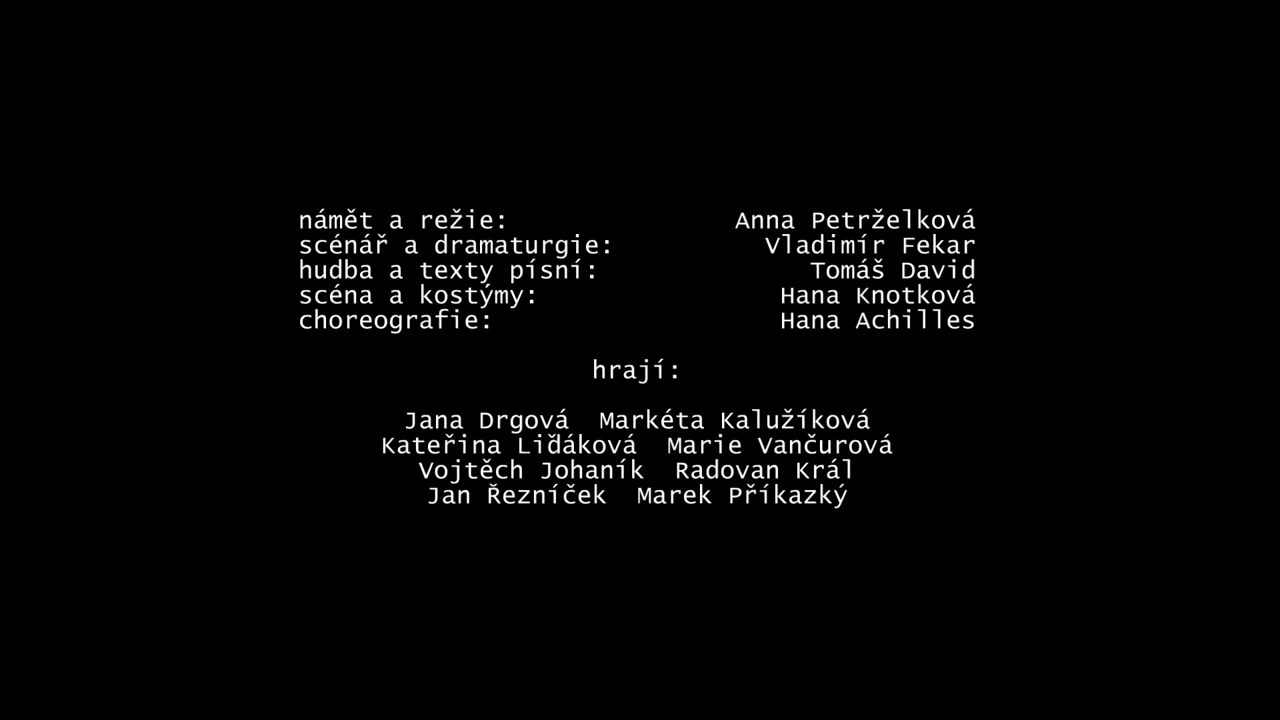 námět a režie: Anna Petrželková
scénář a dramaturgie: Vladimír Fekar
hudba a texty písní: Tomáš David
scéna a kostýmy: Hana Knotková
choreografie: Hana Achilles
hrají:
Jana Drgová Markéta Kalužíková
Kateřina Liďáková Marie Vančurová
Vojtěch Johaník Radovan Král
Jan Řezníček Marek Příkazký